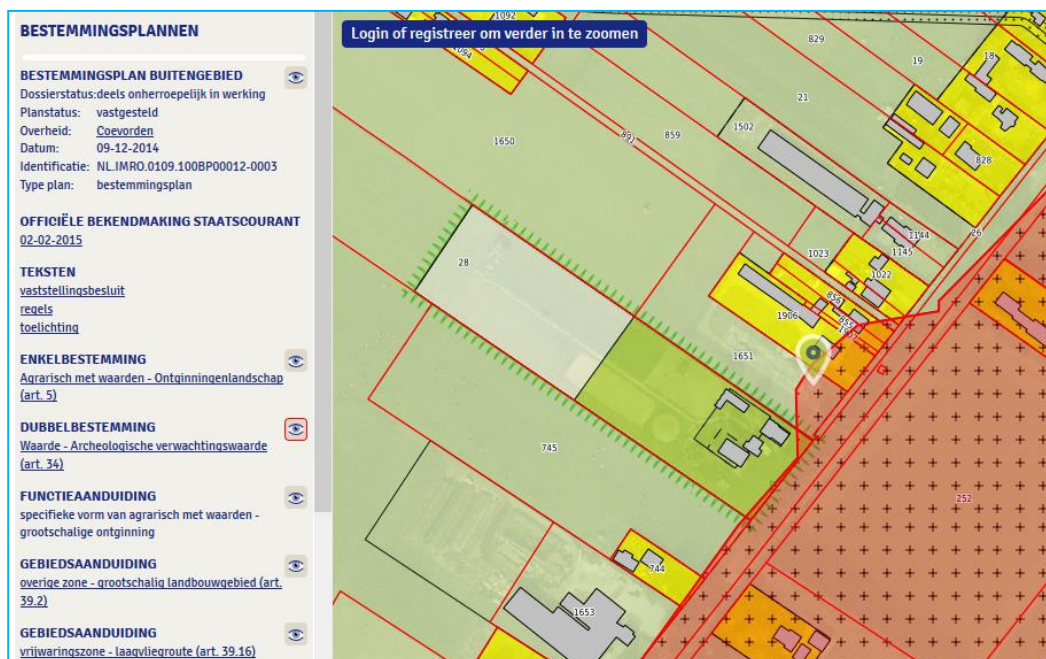 BESTEMMINGSPLANNEN
BESTEMMINGSPLAN BUITENGEBIED
Dossierstatus:deels onherroepelijk in werking
Planstatus: vastgesteld
Overheid: Coevorden
Datum: 09-12-2014
Identificatie: NL.IMRO.0109.100BP00012-0003
Type plan: bestemmingsplan
OFFICIËLE BEKENDMAKING STAATSCOURANT
02-02-2015
TEKSTEN
vaststellingsbesluit
regels
toelichting
ENKELBESTEMMING
Agrarisch met waarden - Ontginningenlandschap
(art. 5)
DUBBELBESTEMMING
Waarde - Archeologische verwachtingswaarde
(art. 34)
FUNCTIEAANDUIDING
specifieke vorm van agrarisch met waarden -
grootschalige ontginning
GEBIEDSAANDUIDING
overige zone - grootschalig landbouwgebied (art.
39.2)
GEBIEDSAANDUIDING
vrijwaringszone - laagvliegroute (art. 39.16)
Login of registreer om verder in te zoomen
1092
1094
829
19
18
21
1502
859
1650
828
26
1144
1145
1023
1022
28
856
855
1906
1651
745
252
744
1653